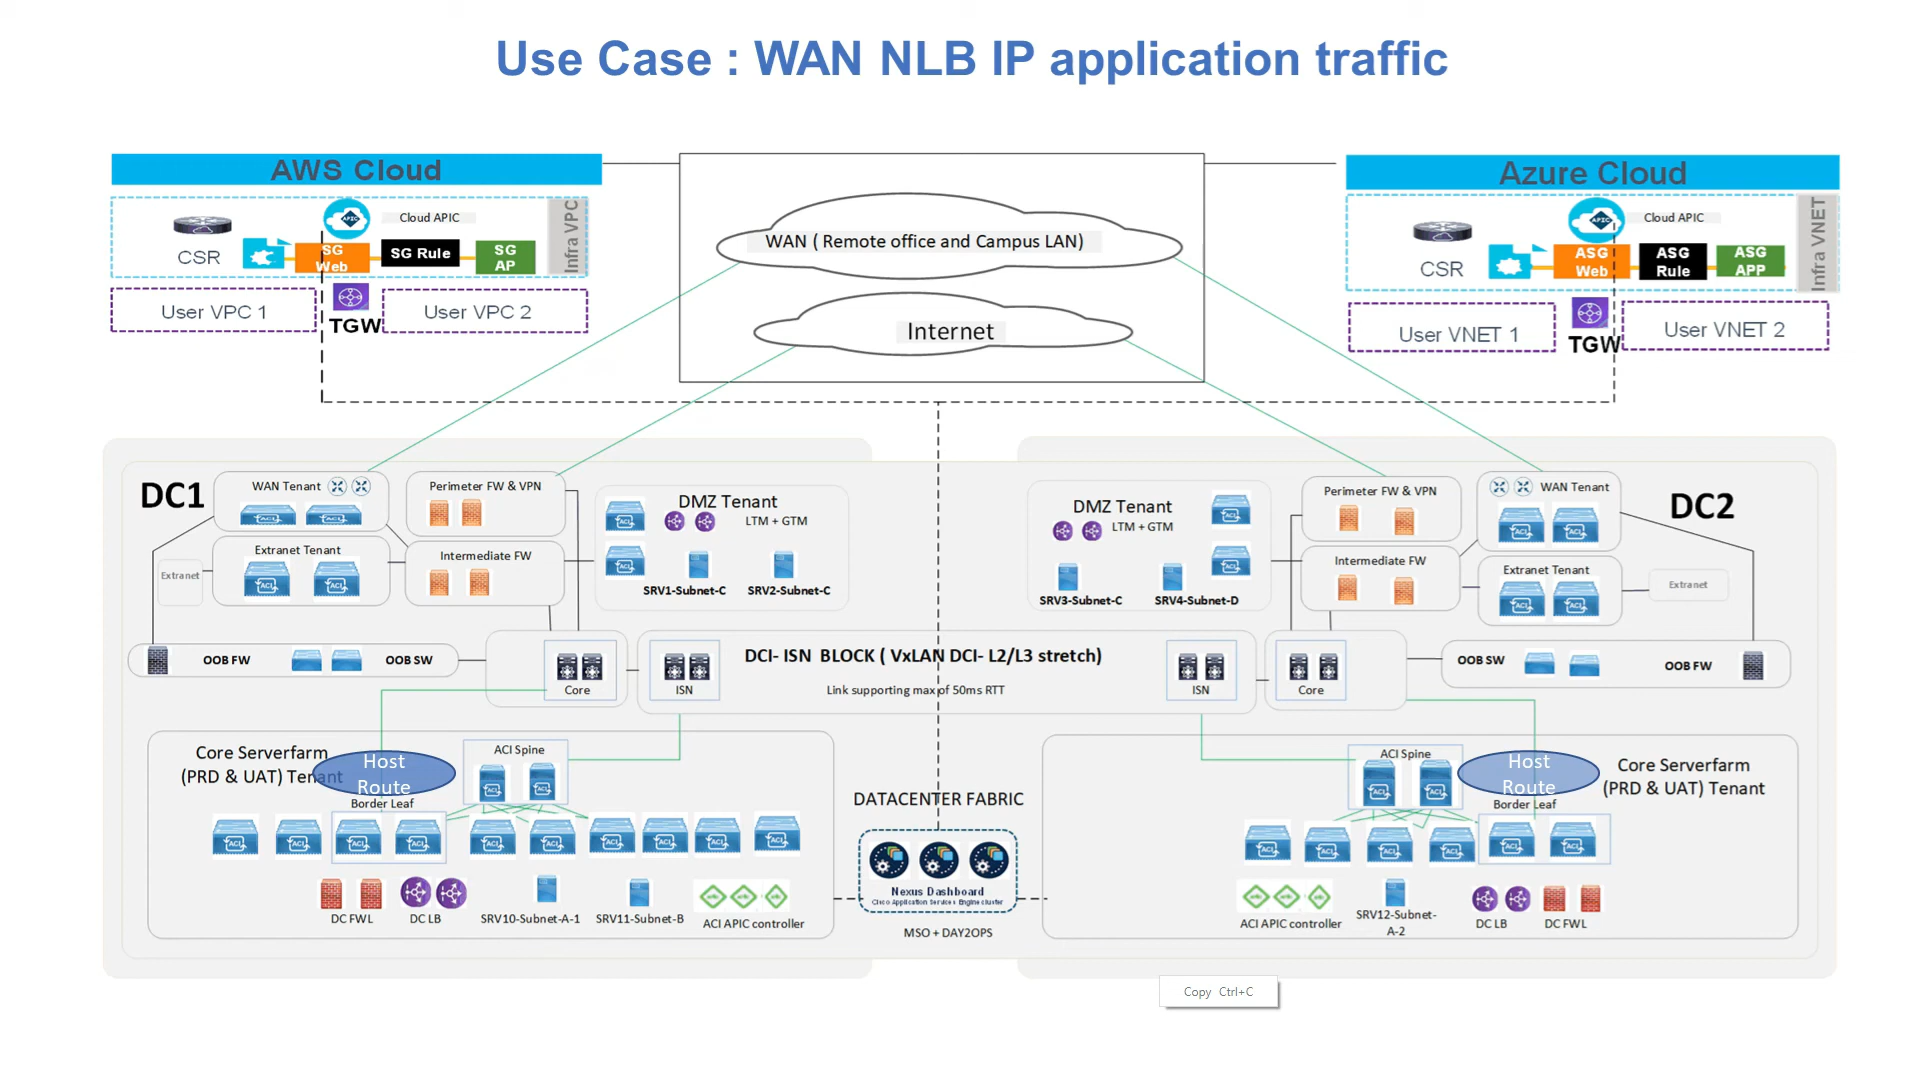 Use Case : WAN NLB IP application traffic
AWS Cloud
Azure Cloud
Cloud APIC
CSR
SG
Web
SG Rule
SG
AP
Infra VPC
User VPC 1
TGW
User VPC 2
WAN ( Remote office and Campus LAN)
Internet
Cloud APIC
CSR
ASG
Web
ASG
Rule
ASG
APP
Infra VNET
User VNET 1
TGW
User VNET 2
DC1
WAN Tenant
Perimeter FW & VPN
DMZ Tenant
LTM + GTM
Extranet Tenant
Intermediate FW
Extranet
SRV1-Subnet-C
SRV2-Subnet-C
DMZ Tenant
LTM + GTM
Perimeter FW & VPN
WAN Tenant
DC2
Intermediate FW
Extranet Tenant
Extranet
SRV3-Subnet-C
SRV4-Subnet-D
OOB FW
OOB SW
Core
ISN
DCI- ISN BLOCK ( VxLAN DCI- L2/L3 stretch)
Link supporting max of 50ms RTT
ISN
Core
OOB SW
OOB FW
Core Serverfarm
(PRD & UAT) Tenant
Host
Route
Border Leaf
ACI Spine
DC FWL
DC LB
SRV10-Subnet-A-1
SRV11-Subnet-B
ACI APIC controller
DATACENTER FABRIC
Nexus Dashboard
Cisco Application Services Engine cluster
MSO + DAY2OPS
ACI Spine
Host
Route
Border Leaf
Core Serverfarm
(PRD & UAT) Tenant
ACI APIC controller
SRV12-Subnet-
A-2
DC LB
DC FWL
Copy Ctrl+C